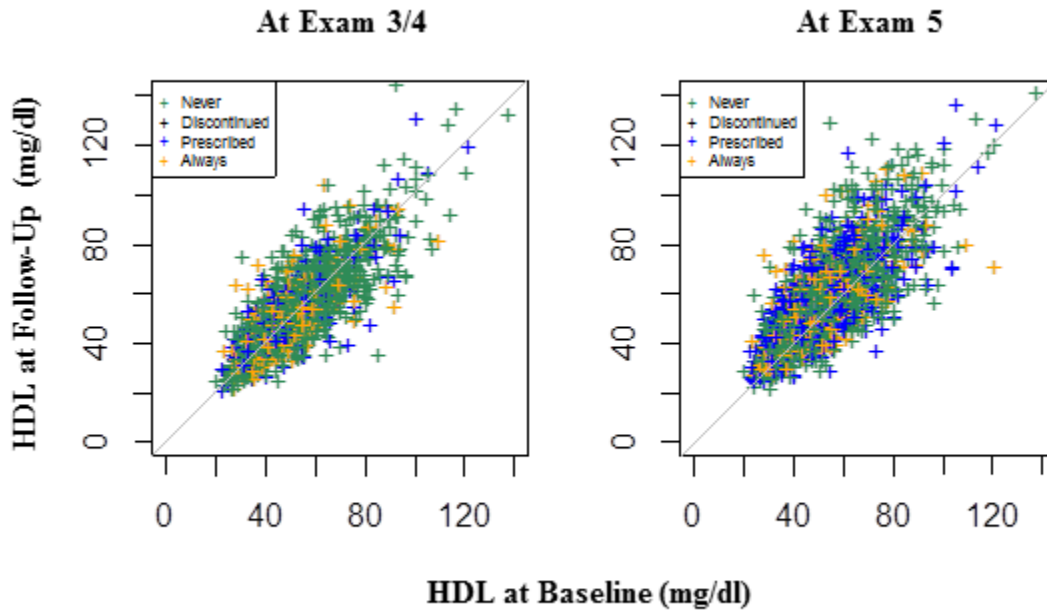 At Exam 3/4
At Exam 5
HDL at Follow-Up (mg/dl)
+ Never
+ Discontinued
+ Prescribed
+ Always
0 40 80 120
0 40 80 120
+ Never
+ Discontinued
+ Prescribed
+ Always
0 40 80 120
0 40 80 120
HDL at Baseline (mg/dl)